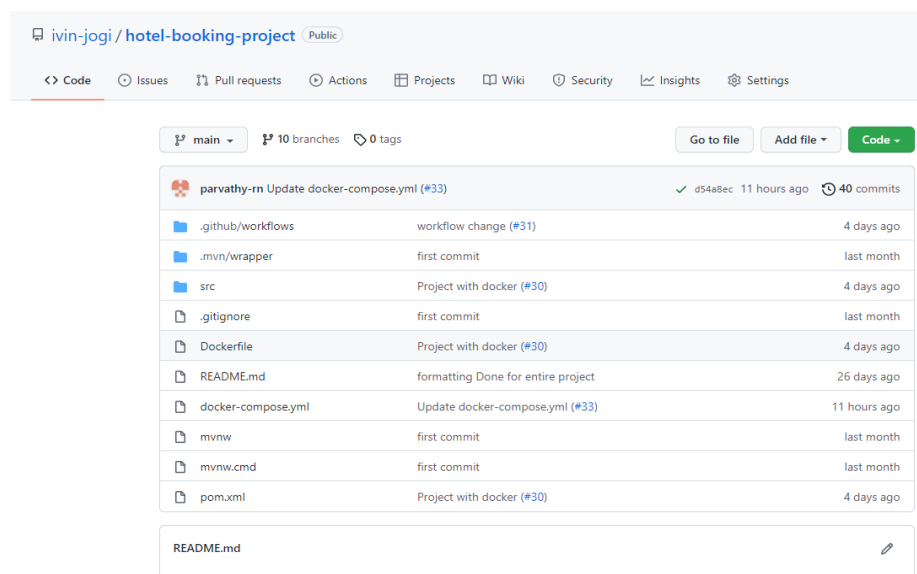 ivin-jogi / hotel-booking-project Public
Code Issues Pull requests Actions Projects Wiki Security Insights Settings
main 10 branches 0 tags Go to file Add file Code
parvathy-rn Update docker-compose.yml (#33) d54a8ec 11 hours ago 40 commits
.github/workflows workflow change (#31) 4 days ago
.mvn/wrapper first commit last month
src Project with docker (#30) 4 days ago
.gitignore first commit last month
Dockerfile Project with docker (#30) 4 days ago
README.md formatting Done for entire project 26 days ago
docker-compose.yml Update docker-compose.yml (#33) 11 hours ago
mvnw first commit last month
mvnw.cmd first commit last month
pom.xml Project with docker (#30) 4 days ago
README.md